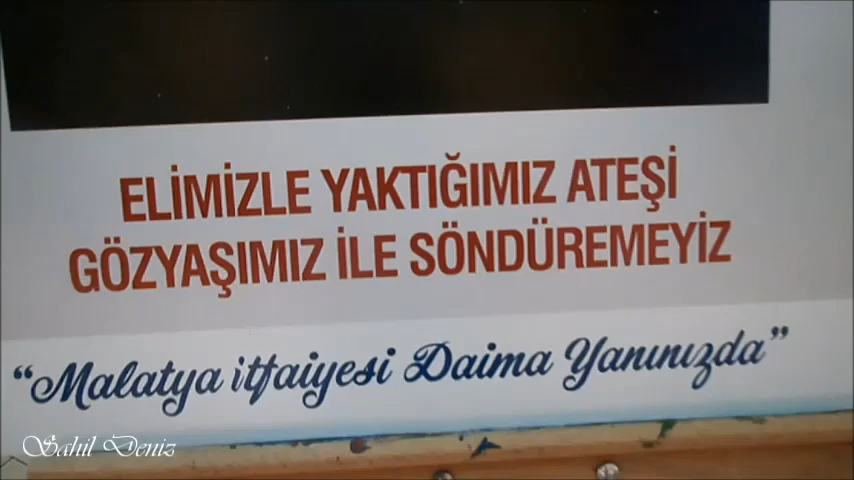 ELİMİZLE YAKTIĞIMIZ ATEŞİ
GÖZYAŞIMIZ İLE SÖNDÜREMEYİZ
“Malatya itfaiyesi Daima Yanınızda”
Sahil Deniz